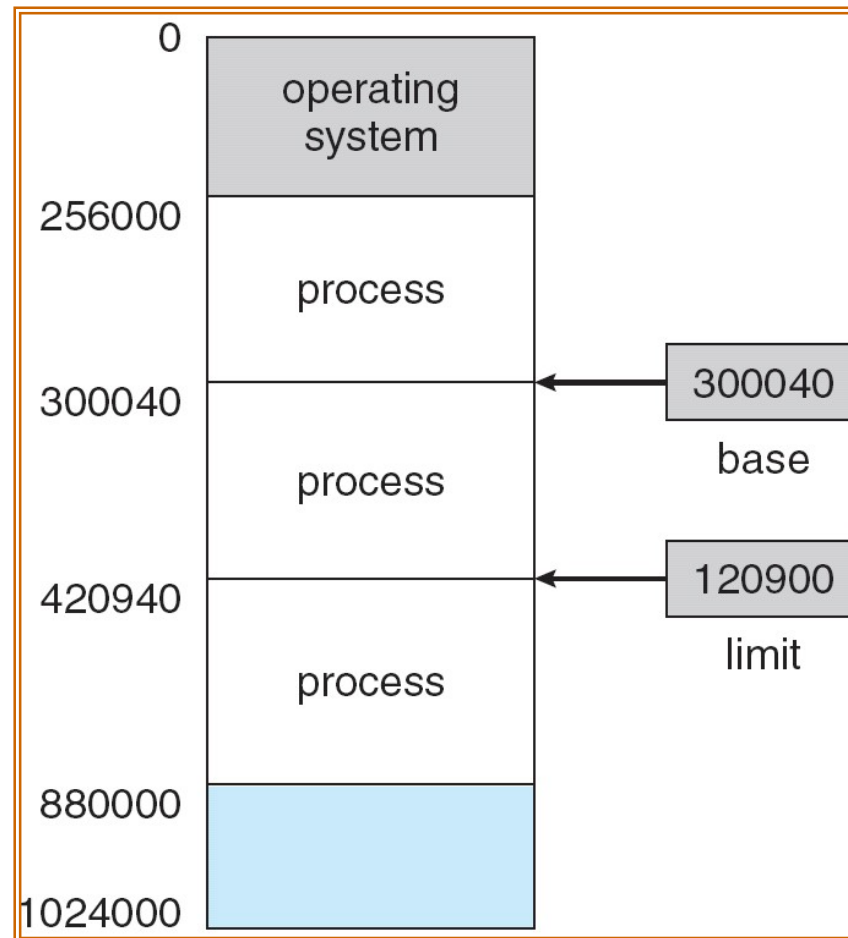 0
operating
system
256000
process
300040
300040
base
process
420940
120900
limit
process
880000
1024000